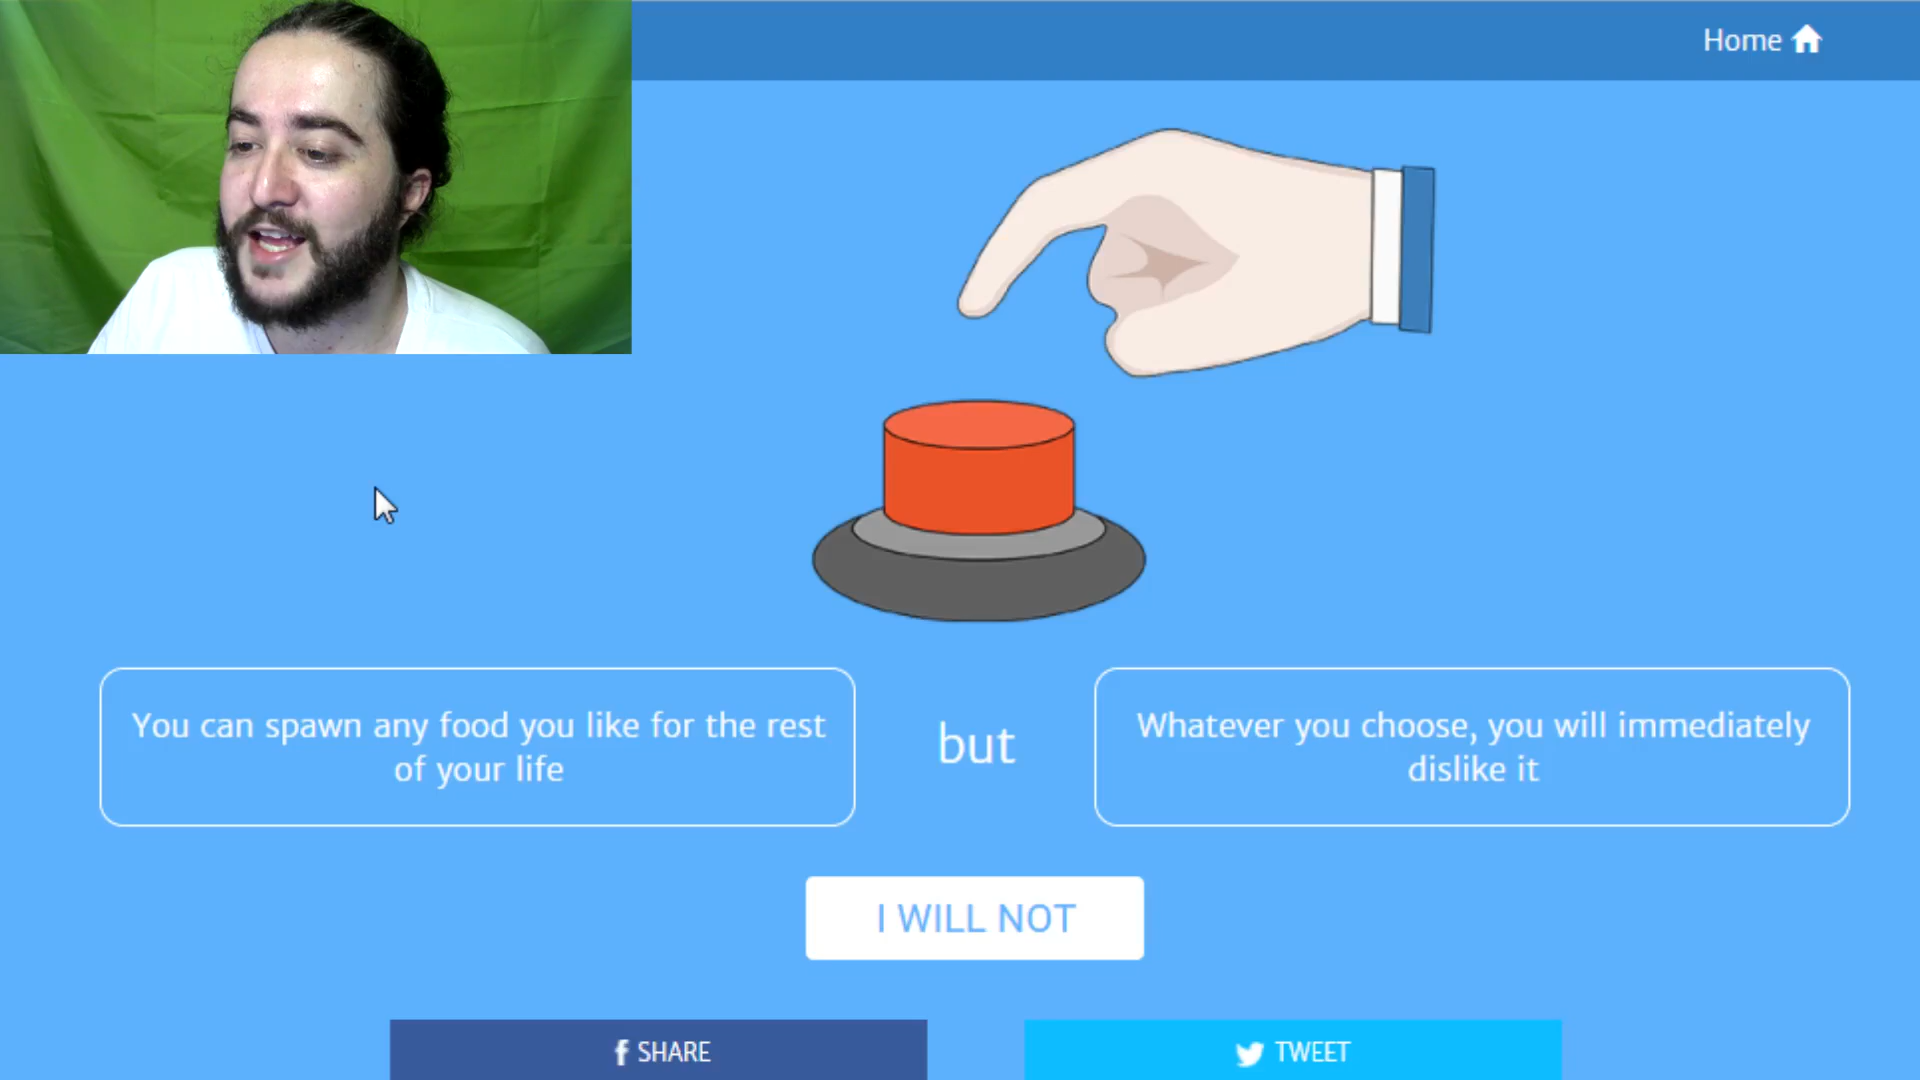 Home
You can spawn any food you like for the rest
of your life
but
Whatever you choose, you will immediately
dislike it
I WILL NOT
SHARE
TWEET